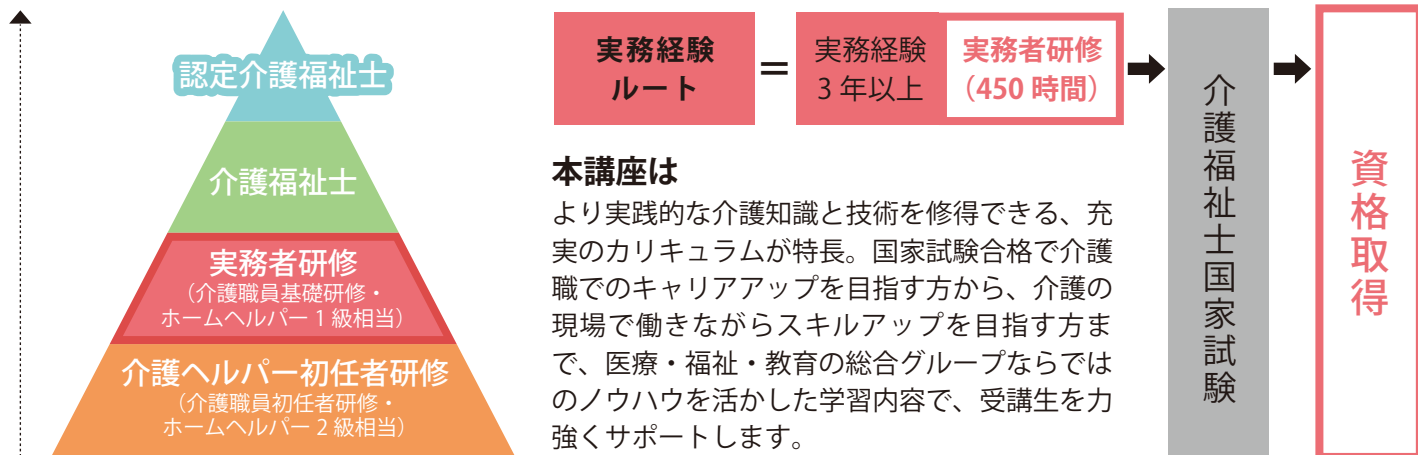 認定介護福祉士
介護福祉士
実務者研修
（介護職員基礎研修・
ホームヘルパー 1 級相当）
介護ヘルパー初任者研修
（介護職員初任者研修・
ホームヘルパー 2 級相当）
実務経験
ルート
＝
実務経験
3 年以上
実務者研修
（450 時間）
介護福祉士国家試験
資格取得
本講座は
より実践的な介護知識と技術を修得できる、充
実のカリキュラムが特長。国家試験合格で介護
職でのキャリアアップを目指す方から、介護の
現場で働きながらスキルアップを目指す方ま
で、医療・福祉・教育の総合グループならでは
のノウハウを活かした学習内容で、受講生を力
強くサポートします。